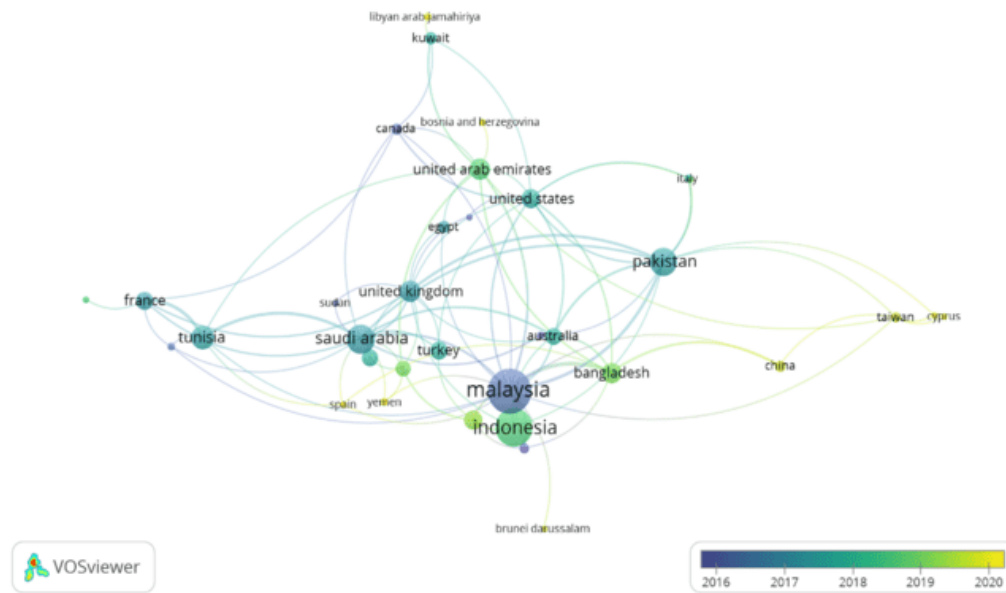 libyan arab jamahiriya
kuwait
canada
bosnia and herzegovina
united arab emirates
italy
united states
egypt
pakistan
united kingdom
france
sudan
taiwan
cyprus
tunisia
saudi arabia
australia
turkey
china
bangladesh
malaysia
spain
yemen
indonesia
brunei darussalam
VOSviewer
2016 2017 2018 2019 2020